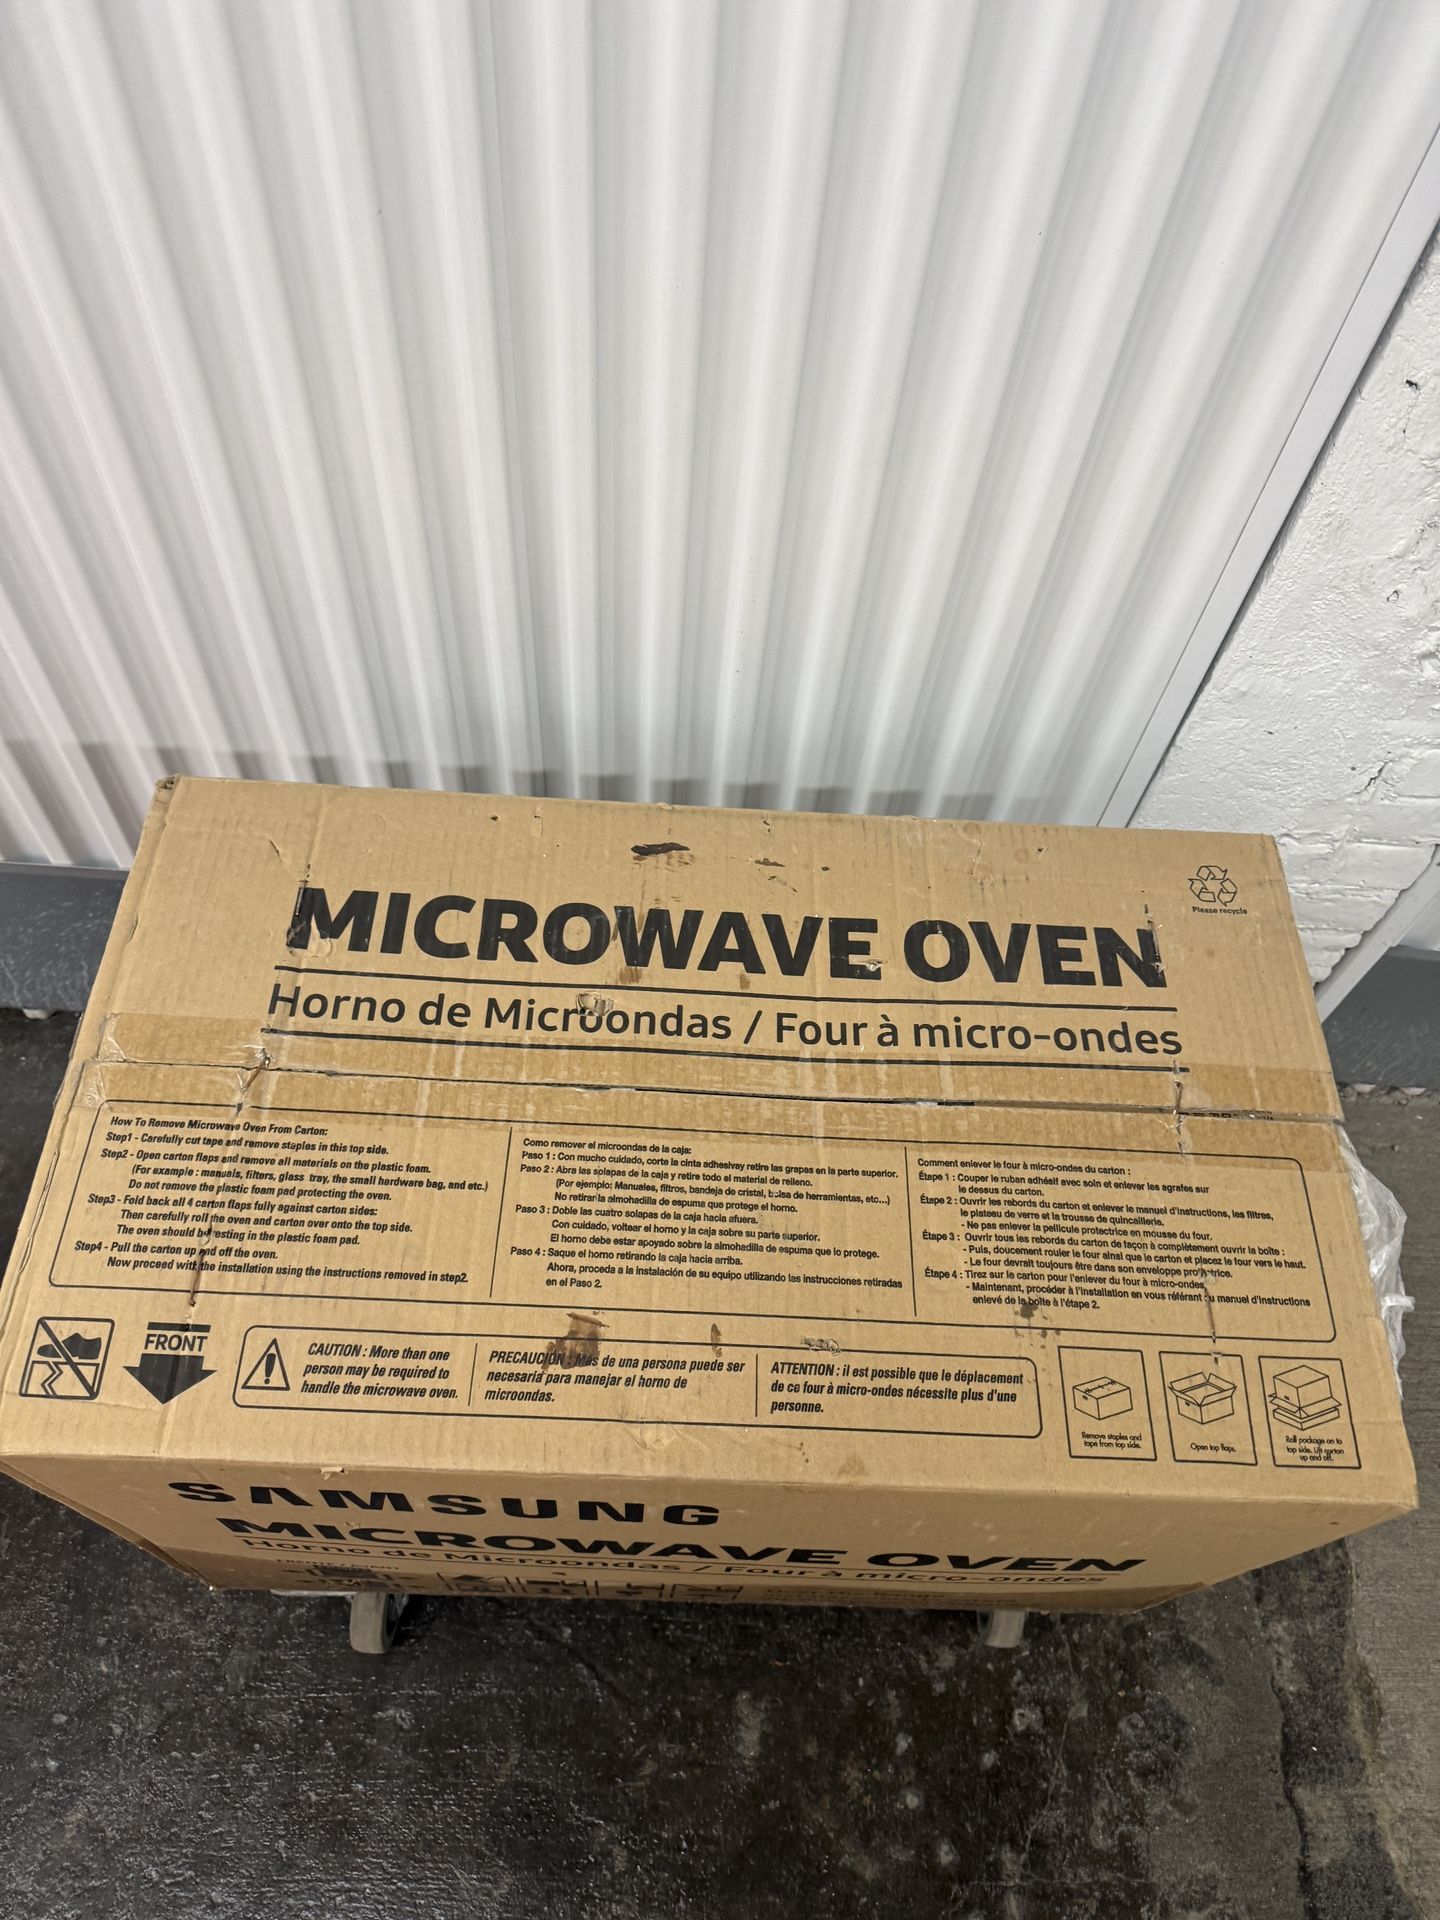 Please recycle
MICROWAVE OVEN
Horno de Microondas / Four à micro-ondes
How To Remove Microwave Oven From Carton:
Step1 - Carefully cut tape and remove staples in this top side.
Step2 - Open carton flaps and remove all materials on the plastic foam.
(For example : manuals, filters, glass tray, the small hardware bag, and etc.)
Do not remove the plastic foam pad protecting the oven.
Step3 - Fold back all 4 carton flaps fully against carton sides:
Then carefully roll the oven and carton over onto the top side.
The oven should be resting in the plastic foam pad.
Step4 - Pull the carton up and off the oven.
Now proceed with the installation using the instructions removed in step2.
Como remover el microondas de la caja:
Paso 1 : Con mucho cuidado, corte la cinta adhesivay retire las grapas en la parte superior.
Paso 2 : Abra las solapas de la caja y retire todo el material de relleno.
(Por ejemplo: Manuales, filtros, bandeja de cristal, bolsa de herramientas, etc...)
No retirar la almohadilla de espuma que protege el horno.
Paso 3 : Doble las cuatro solapas de la caja hacia afuera.
Con cuidado, voltear el horno y la caja sobre su parte superior.
El horno debe estar apoyado sobre la almohadilla de espuma que lo protege.
Paso 4 : Saque el horno retirando la caja hacia arriba.
Ahora, proceda a la instalación de su equipo utilizando las instrucciones retiradas
en el Paso 2.
Comment enlever le four à micro-ondes du carton :
Étape 1 : Couper le ruban adhésif avec soin et enlever les agrafes sur
le dessus du carton.
Étape 2 : Ouvrir les rebords du carton et enlever le manuel d'instructions, les filtres,
le plateau de verre et la trousse de quincaillerie.
- Ne pas enlever la pellicule protectrice en mousse du four.
Étape 3 : Ouvrir tous les rebords du carton de façon à complètement ouvrir la boîte :
- Puis, doucement rouler le four ainsi que le carton et placez le four vers le haut.
- Le four devrait toujours être dans son enveloppe protectrice.
Étape 4 : Tirez sur le carton pour l'enlever du four à micro-ondes
- Maintenant, procéder à l'installation en vous référant au manuel d'instructions
enlevé de la boîte à l'étape 2.
FRONT
CAUTION : More than one
person may be required to
handle the microwave oven.
PRECAUCION : Más de una persona puede ser
necesaria para manejar el horno de
microondas.
ATTENTION : il est possible que le déplacement
de ce four à micro-ondes nécessite plus d'une
personne.
Remove staples and
tape from top side.
Open top flaps.
Roll package on to
top side. Lift carton
up and off.
SAMSUNG
MICROWAVE OVEN
Horno de Microondas / Four à micro-ondes